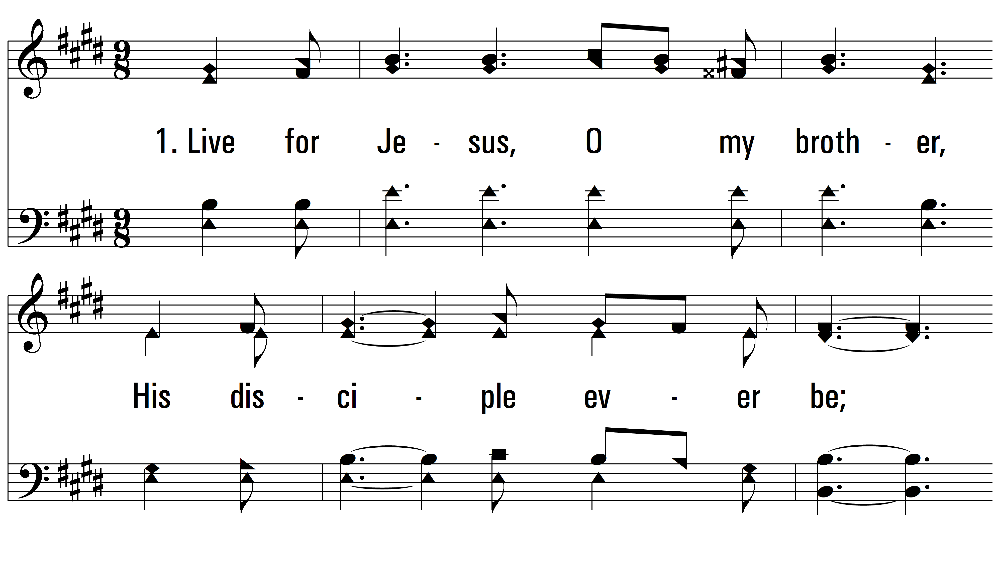 1. Live for Je - sus, O my broth - er,
His dis - ci - ple ev - er be;